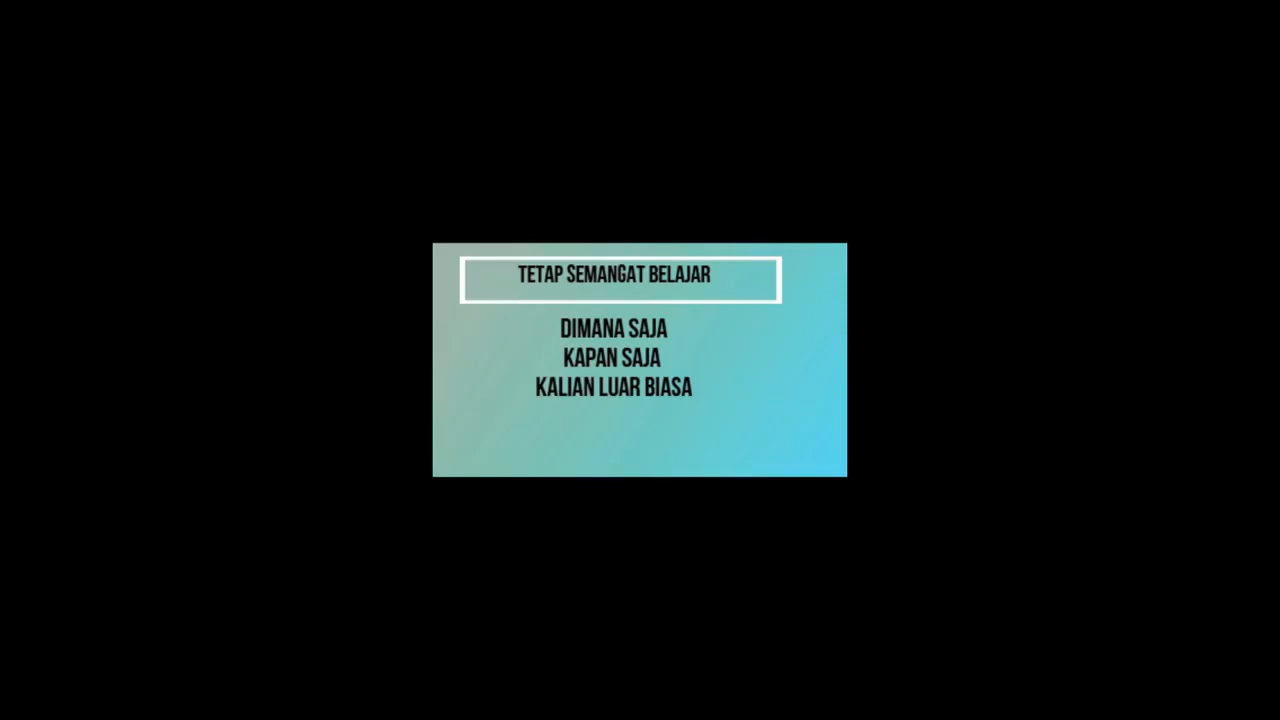 TETAP SEMANGAT BELAJAR
DIMANA SAJA
KAPAN SAJA
KALIAN LUAR BIASA